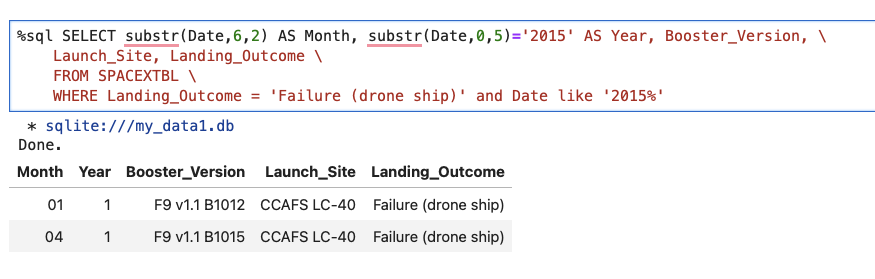 %sql SELECT substr(Date,6,2) AS Month, substr(Date,0,5)='2015' AS Year, Booster_Version, \
Launch_Site, Landing_Outcome \
FROM SPACEXTBL \
WHERE Landing_Outcome = 'Failure (drone ship)' and Date like '2015%'
* sqlite:///my_data1.db
Done.
Month Year Booster_Version Launch_Site Landing_Outcome
01 1 F9 v1.1 B1012 CCAFS LC-40 Failure (drone ship)
04 1 F9 v1.1 B1015 CCAFS LC-40 Failure (drone ship)